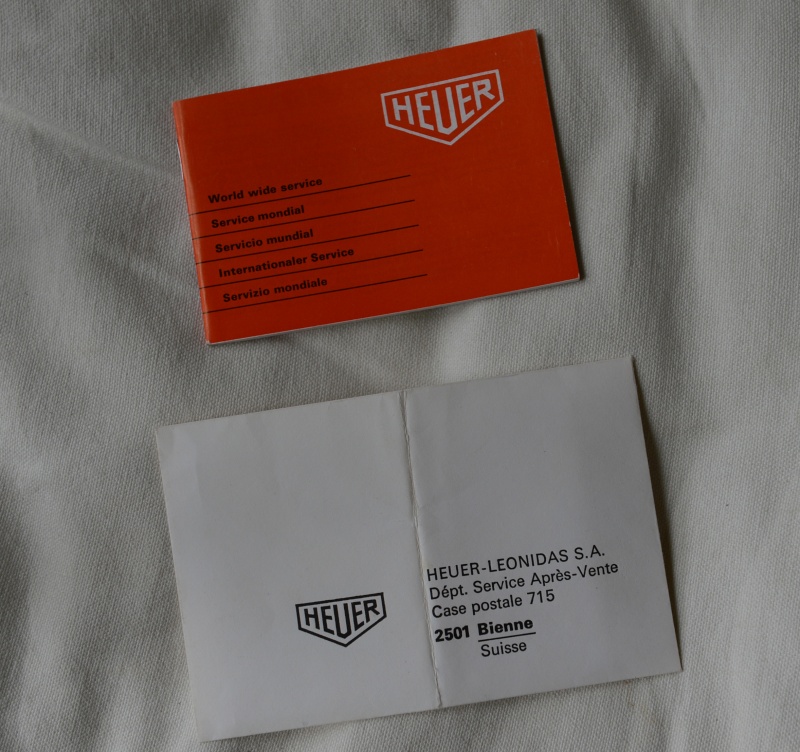 HEUER
World wide service
Service mondial
Servicio mundial
Internationaler Service
Servizio mondiale
HEUER
HEUER-LEONIDAS S.A.
Dépt. Service Après-Vente
Case postale 715
2501 Bienne
Suisse